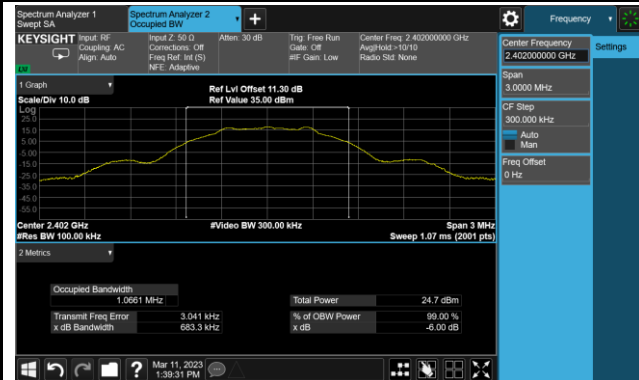 Spectrum Analyzer 1
Swept SA
Spectrum Analyzer 2
Occupied BW
Frequency
KEYSIGHT
Input: RF
Coupling: AC
Align: Auto
Input Z: 50 Ω
Corrections: Off
Freq Ref: Int (S)
NFE: Adaptive
Atten: 30 dB
Trig: Free Run
Gate: Off
#IF Gain: Low
Center Freq: 2.402000000 GHz
Avg|Hold:>10/10
Radio Std: None
Center Frequency
2.402000000 GHz
Settings
Span
3.0000 MHz
CF Step
300.000 kHz
Auto
Man
Freq Offset
0 Hz
1 Graph
Scale/Div 10.0 dB
Ref Lvl Offset 11.30 dB
Ref Value 35.00 dBm
Log
25.0
15.0
5.00
-5.00
-15.0
-25.0
-35.0
-45.0
-55.0
Center 2.402 GHz
#Video BW 300.00 kHz
Span 3 MHz
#Res BW 100.00 kHz
Sweep 1.07 ms (2001 pts)
2 Metrics
Occupied Bandwidth
1.0661 MHz
Total Power 24.7 dBm
Transmit Freq Error 3.041 kHz
% of OBW Power 99.00 %
x dB Bandwidth 683.3 kHz
x dB -6.00 dB
Mar 11, 2023
1:39:31 PM